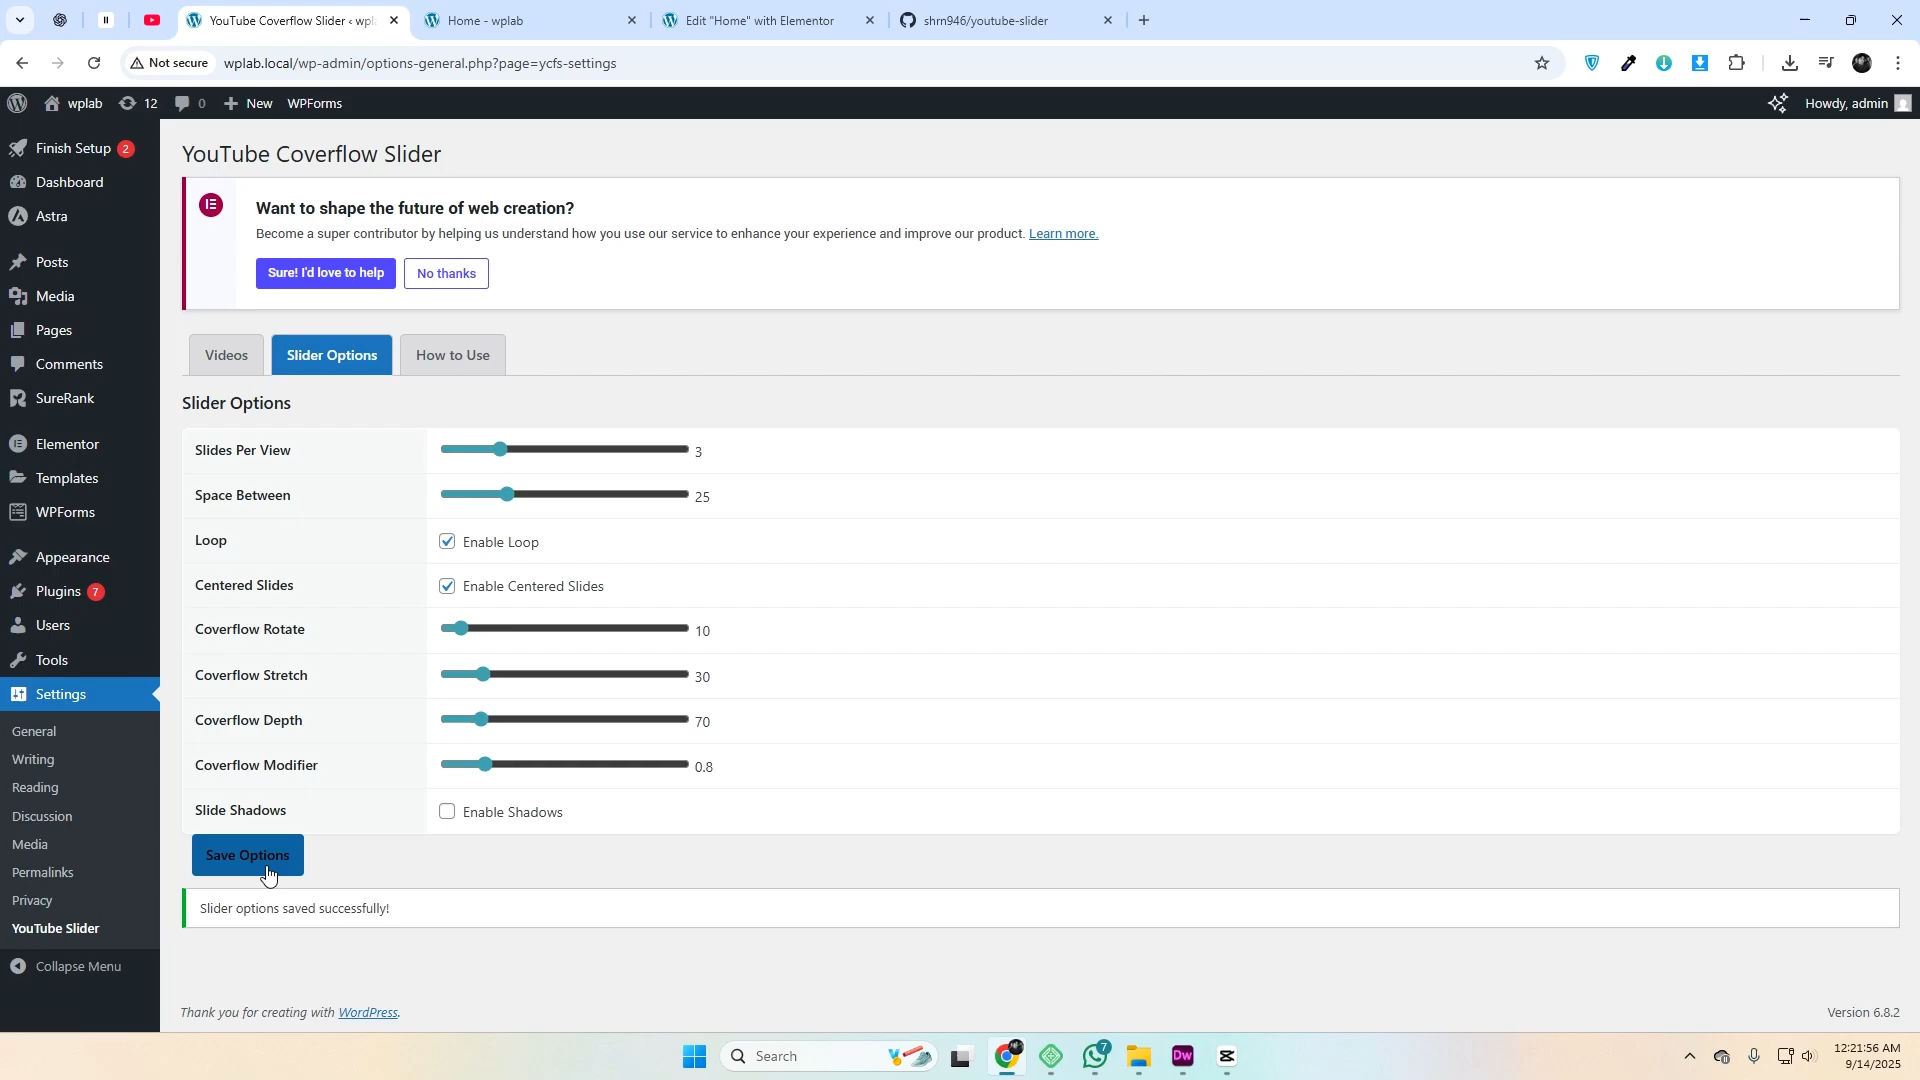 YouTube Coverflow Slider ‹ wpl
Home - wplab
Edit "Home" with Elementor
shrn946/youtube-slider
Not secure
wplab.local/wp-admin/options-general.php?page=ycfs-settings
wplab
12
0
New
WPForms
Howdy, admin
Finish Setup 2
Dashboard
Astra
Posts
Media
Pages
Comments
SureRank
Elementor
Templates
WPForms
Appearance
Plugins 7
Users
Tools
Settings
General
Writing
Reading
Discussion
Media
Permalinks
Privacy
YouTube Slider
Collapse Menu
YouTube Coverflow Slider
Want to shape the future of web creation?
Become a super contributor by helping us understand how you use our service to enhance your experience and improve our product. Learn more.
Sure! I'd love to help
No thanks
Videos
Slider Options
How to Use
Slider Options
Slides Per View 3
Space Between 25
Loop Enable Loop
Centered Slides Enable Centered Slides
Coverflow Rotate 10
Coverflow Stretch 30
Coverflow Depth 70
Coverflow Modifier 0.8
Slide Shadows Enable Shadows
Save Options
Slider options saved successfully!
Thank you for creating with WordPress.
Version 6.8.2
Search
7
Dw
12:21:56 AM
9/14/2025